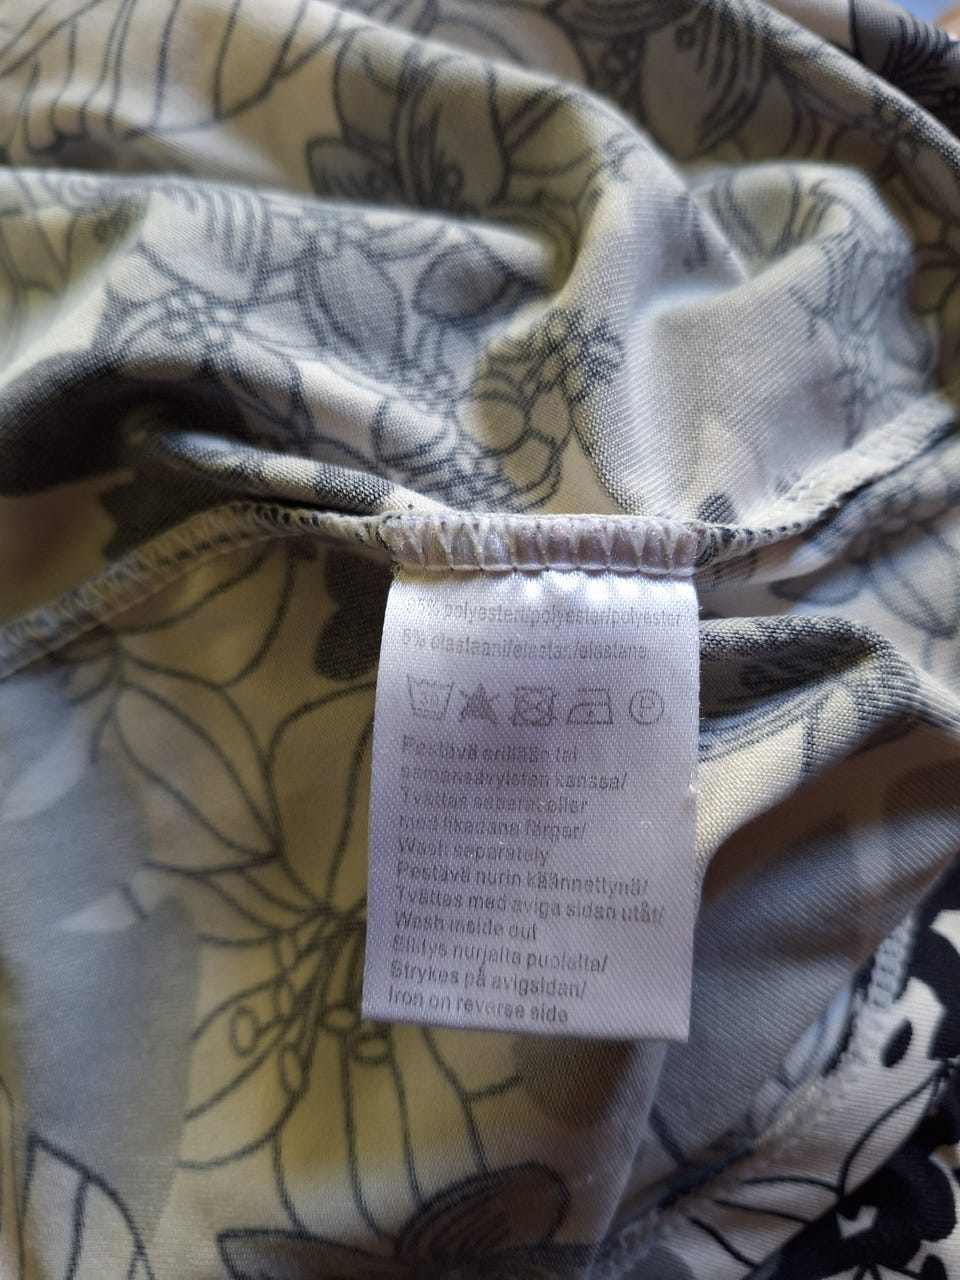 95% polyesteri/polyester/polyester
5% elastaani/elastan/elastane
30 P
Pestävä erillään tai
samansävyisten kanssa/
Tvättas separat eller
med likadana färger/
Wash separately
Pestävä nurin käännettynä/
Tvättas med aviga sidan utåt/
Wash inside out
Silitys nurjalta puolelta/
Strykes på avigsidan/
Iron on reverse side